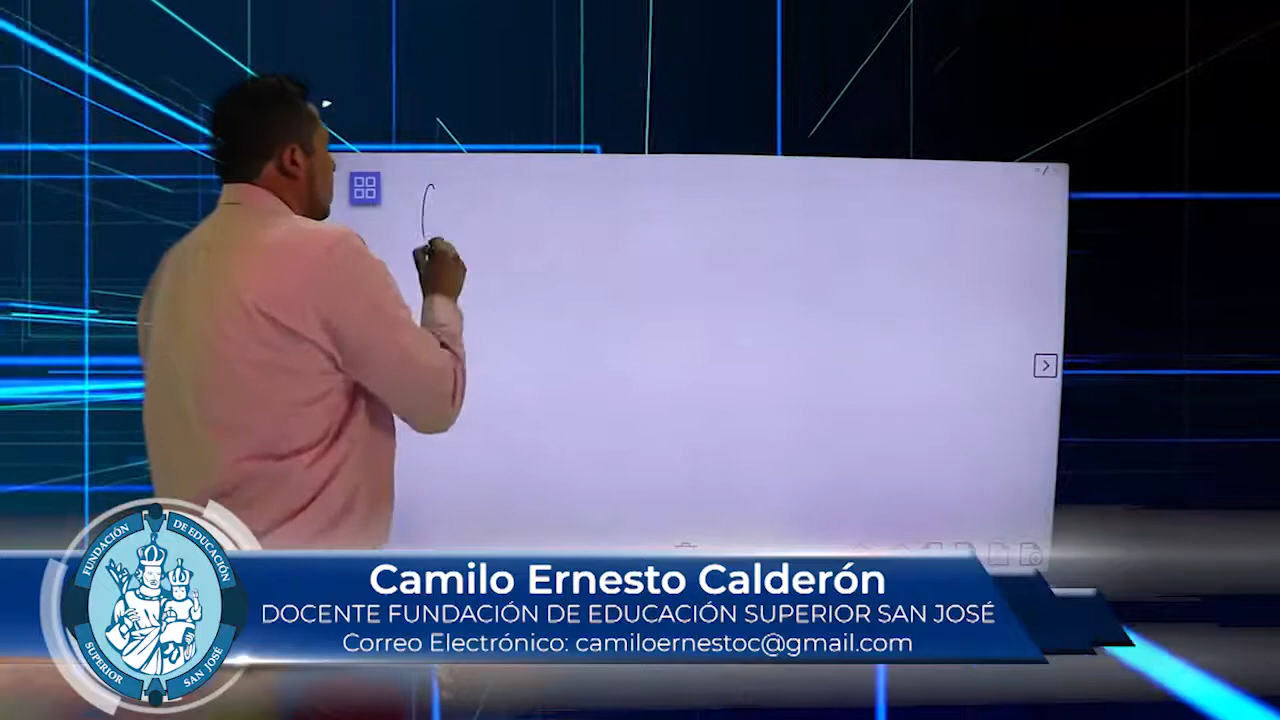 Camilo Ernesto Calderón
DOCENTE FUNDACIÓN DE EDUCACIÓN SUPERIOR SAN JOSÉ
Correo Electrónico: camiloernestoc@gmail.com
FUNDACIÓN
DE EDUCACIÓN
SUPERIOR
SAN JOSÉ